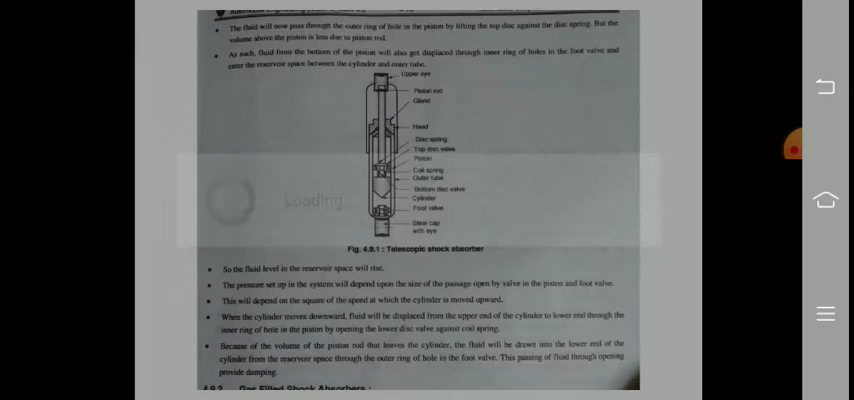 The fluid will now pass through the outer ring of hole in the piston by lifting the top disc against the disc spring. But the
volume above the piston is less due to piston rod.
As such, fluid from the bottom of the piston will also get displaced through inner ring of holes in the foot valve and
enter the reservoir space between the cylinder and outer tube.
Upper eye
Piston rod
Gland
Head
Disc spring
Top disc valve
Piston
Coil spring
Outer tube
Bottom disc valve
Cylinder
Foot valve
Steel cap
with eye
Loading
Fig. 4.9.1 : Telescopic shock absorber
So the fluid level in the reservoir space will rise.
The pressure set up in the system will depend upon the size of the passage open by valve in the piston and foot valve.
This will depend on the square of the speed at which the cylinder is moved upward.
When the cylinder moves downward, fluid will be displaced from the upper end of the cylinder to lower end through the
inner ring of hole in the piston by opening the lower disc valve against coil spring.
Because of the volume of the piston rod that leaves the cylinder, the fluid will be drawn into the lower end of the
cylinder from the reservoir space through the outer ring of hole in the foot valve. This passing of fluid through opening
provide damping.
4.9.2 Gas Filled Shock Absorbers :